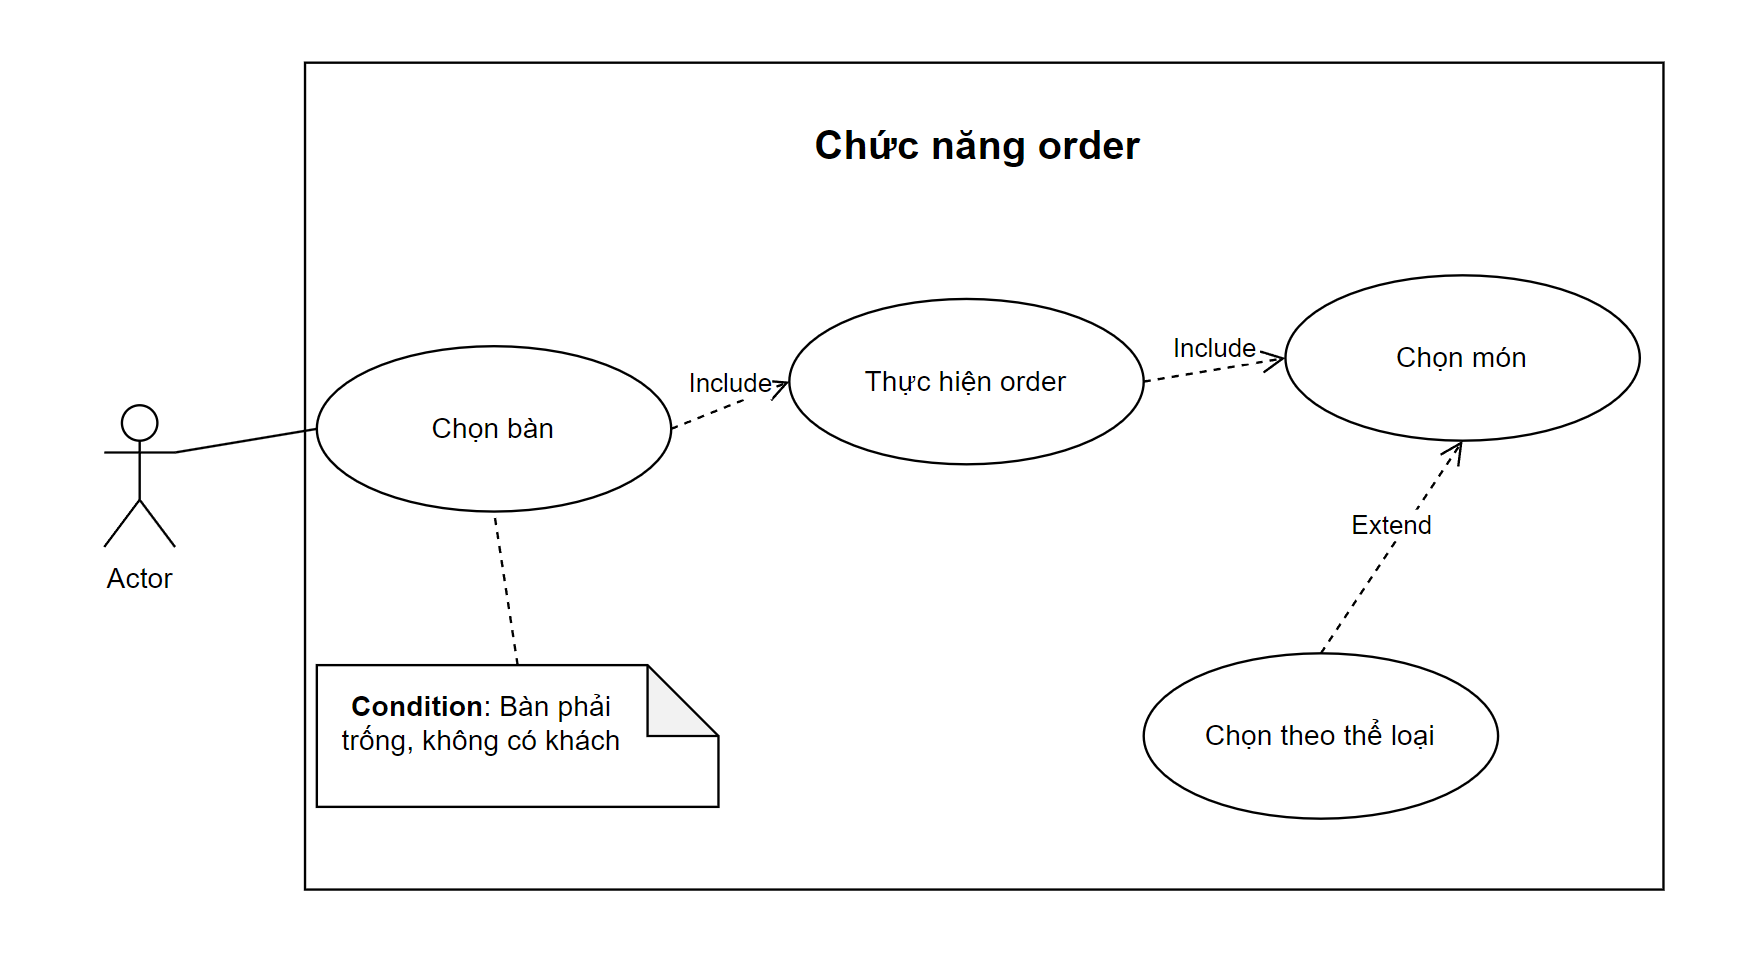 Chức năng order
Include
Chọn món
Include
Thực hiện order
Chọn bàn
Extend
Actor
Condition: Bàn phải
trống, không có khách
Chọn theo thể loại